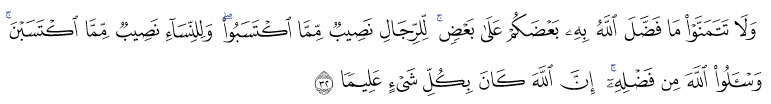 وَلَا تَتَمَنَّوْا۟ مَا فَضَّلَ ٱللَّهُ بِهِۦ بَعْضَكُمْ عَلَىٰ بَعْضٍ ۚ لِّلرِّجَالِ نَصِيبٌ مِّمَّا ٱكْتَسَبُوا۟ ۖ وَلِلنِّسَآءِ نَصِيبٌ مِّمَّا ٱكْتَسَبْنَ ۚ
وَسْـَٔلُوا۟ ٱللَّهَ مِن فَضْلِهِۦٓ ۗ إِنَّ ٱللَّهَ كَانَ بِكُلِّ شَىْءٍ عَلِيمًا ٣٢